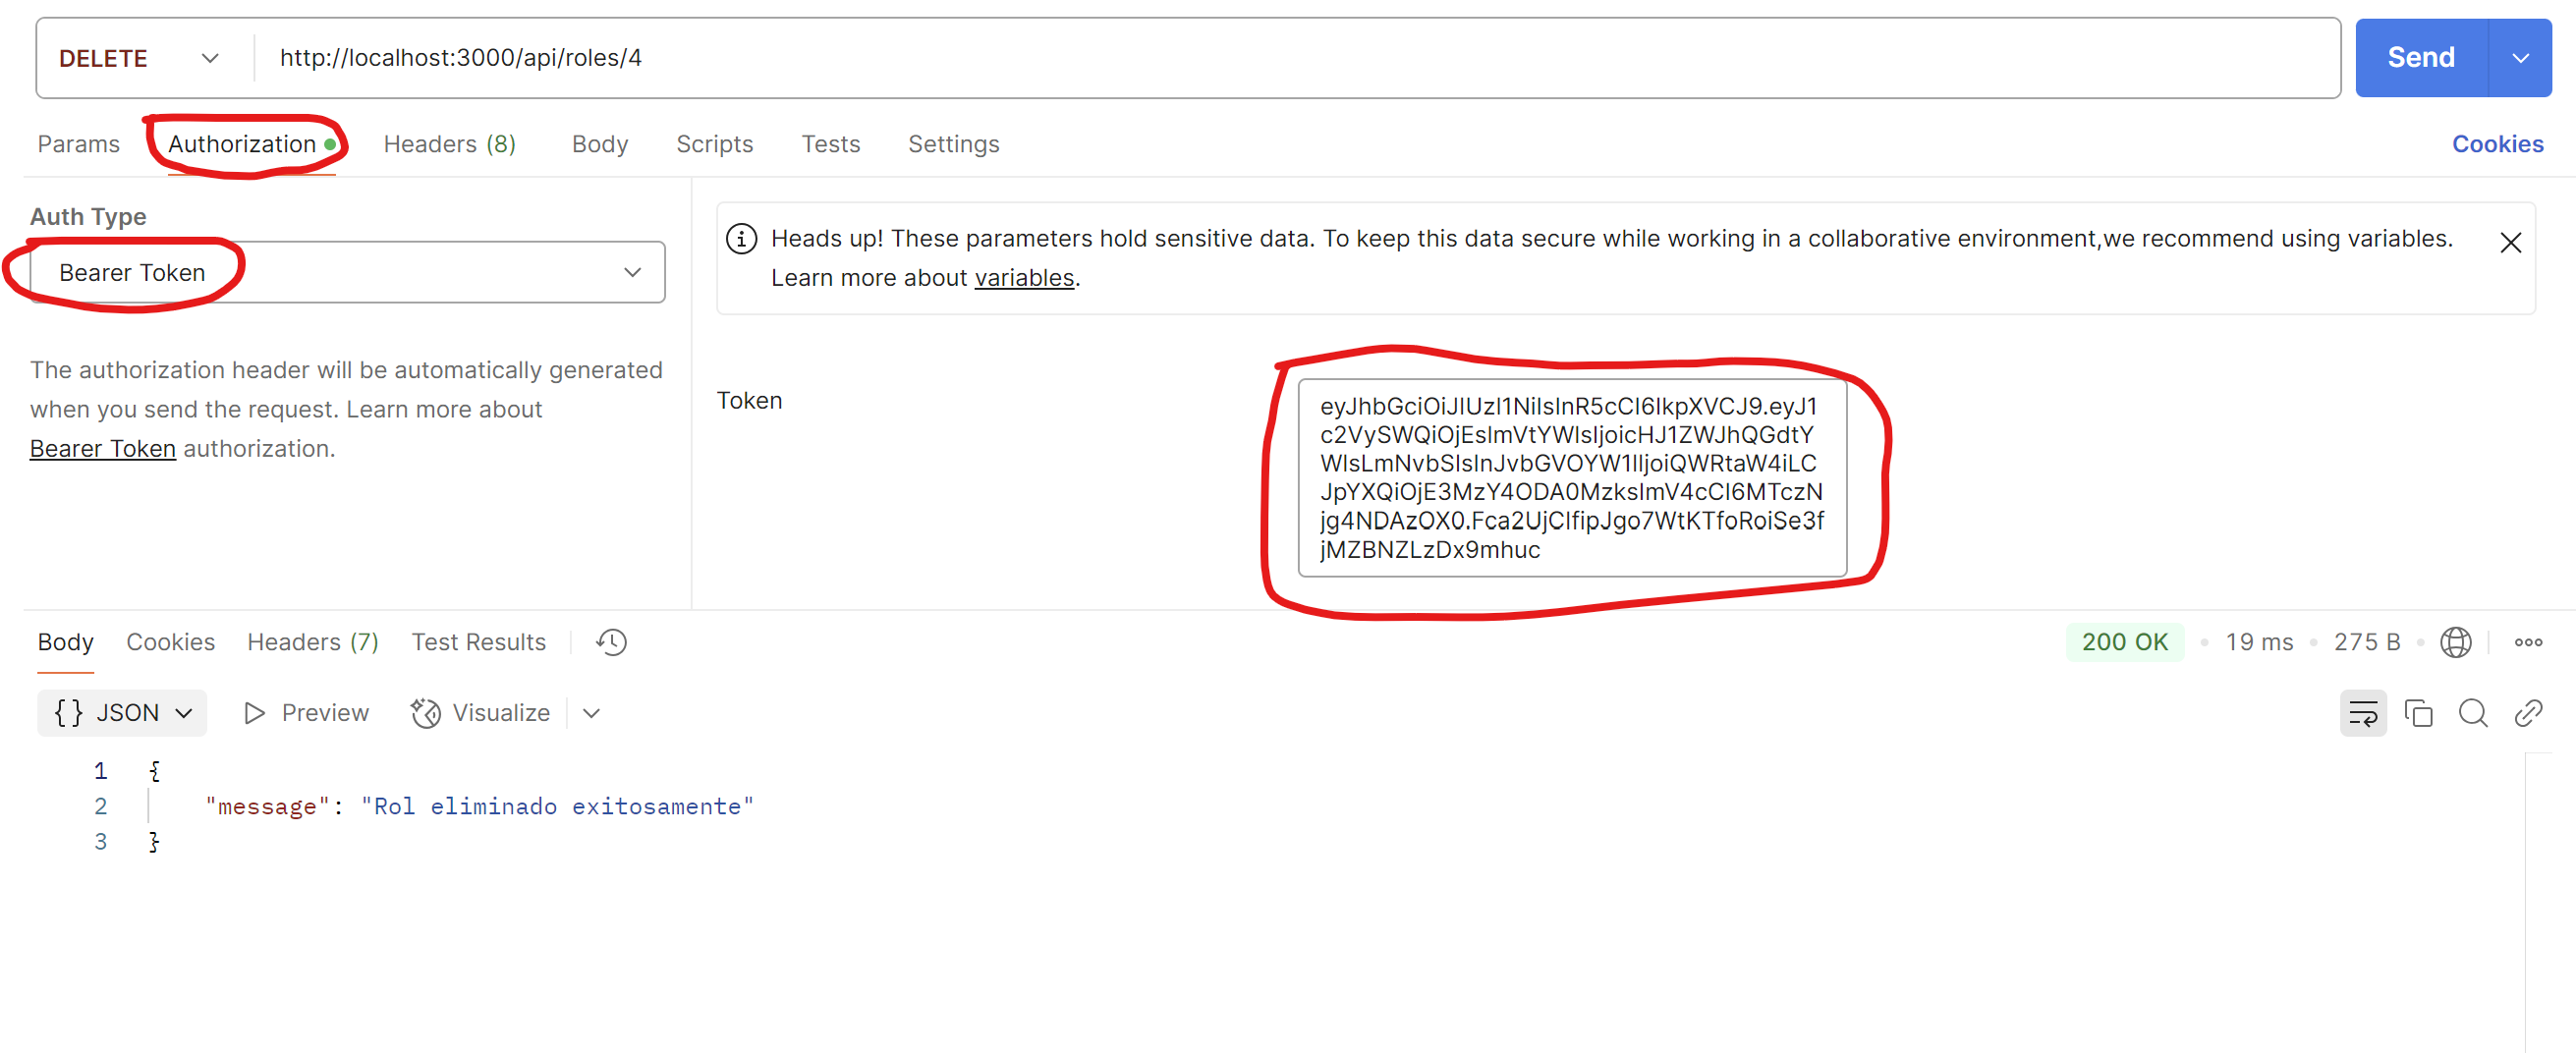 DELETE http://localhost:3000/api/roles/4 Send
Params Authorization Headers (8) Body Scripts Tests Settings Cookies
Auth Type
Bearer Token
Heads up! These parameters hold sensitive data. To keep this data secure while working in a collaborative environment,we recommend using variables.
Learn more about variables.
The authorization header will be automatically generated
when you send the request. Learn more about
Bearer Token authorization.
Token
eyJhbGciOiJIUzI1NiIsInR5cCI6IkpXVCJ9.eyJ1
c2VySWQiOjEsImVtYWlsIjoicHJ1ZWJhQGdtY
WlsLmNvbSIsInJvbGVOYW1lIjoiQWRtaW4iLC
JpYXQiOjE3MzY4ODA0MzksImV4cCI6MTczN
jg4NDAzOX0.Fca2UjCIfipJgo7WtKTfoRoiSe3f
jMZBNZLzDx9mhuc
Body Cookies Headers (7) Test Results 200 OK 19 ms 275 B
{} JSON Preview Visualize
1 {
2 "message": "Rol eliminado exitosamente"
3 }